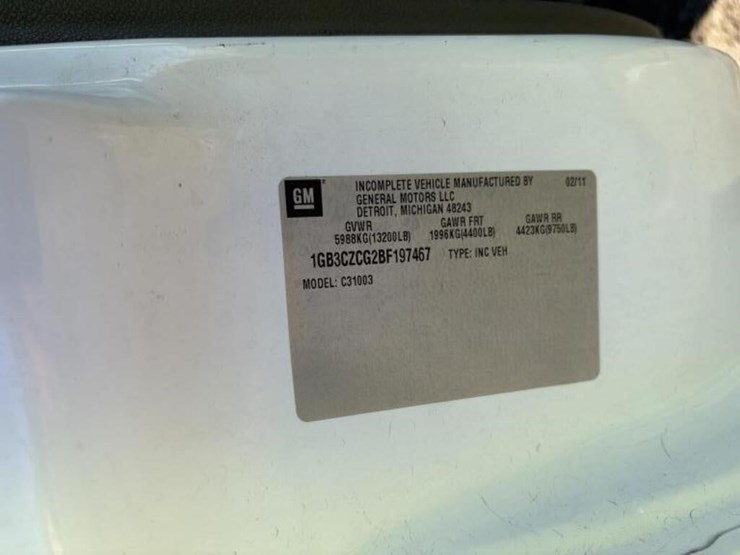 GM
INCOMPLETE VEHICLE MANUFACTURED BY 02/11
GENERAL MOTORS LLC
DETROIT, MICHIGAN 48243
GVWR GAWR FRT GAWR RR
5988KG(13200LB) 1996KG(4400LB) 4423KG(9750LB)
1GB3CZCG2BF197467 TYPE: INC VEH
MODEL: C31003